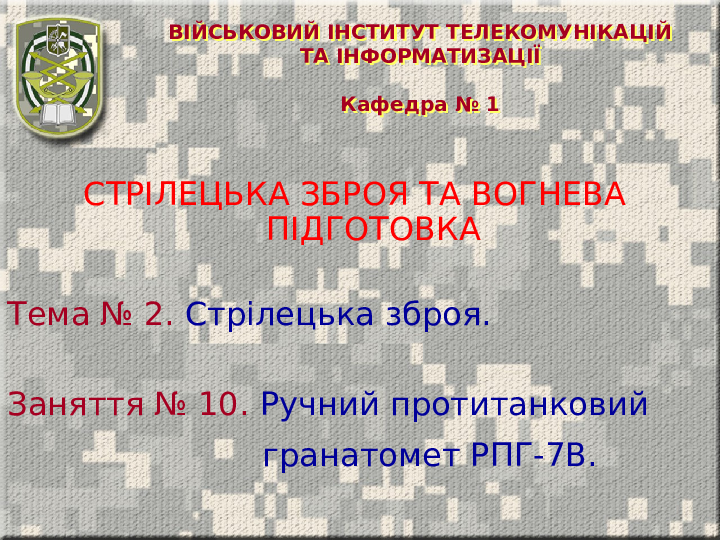 ВІЙСЬКОВИЙ ІНСТИТУТ ТЕЛЕКОМУНІКАЦІЙ
ТА ІНФОРМАТИЗАЦІЇ
Кафедра № 1
СТРІЛЕЦЬКА ЗБРОЯ ТА ВОГНЕВА
ПІДГОТОВКА
Тема № 2. Стрілецька зброя.
Заняття № 10. Ручний протитанковий
гранатомет РПГ-7В.